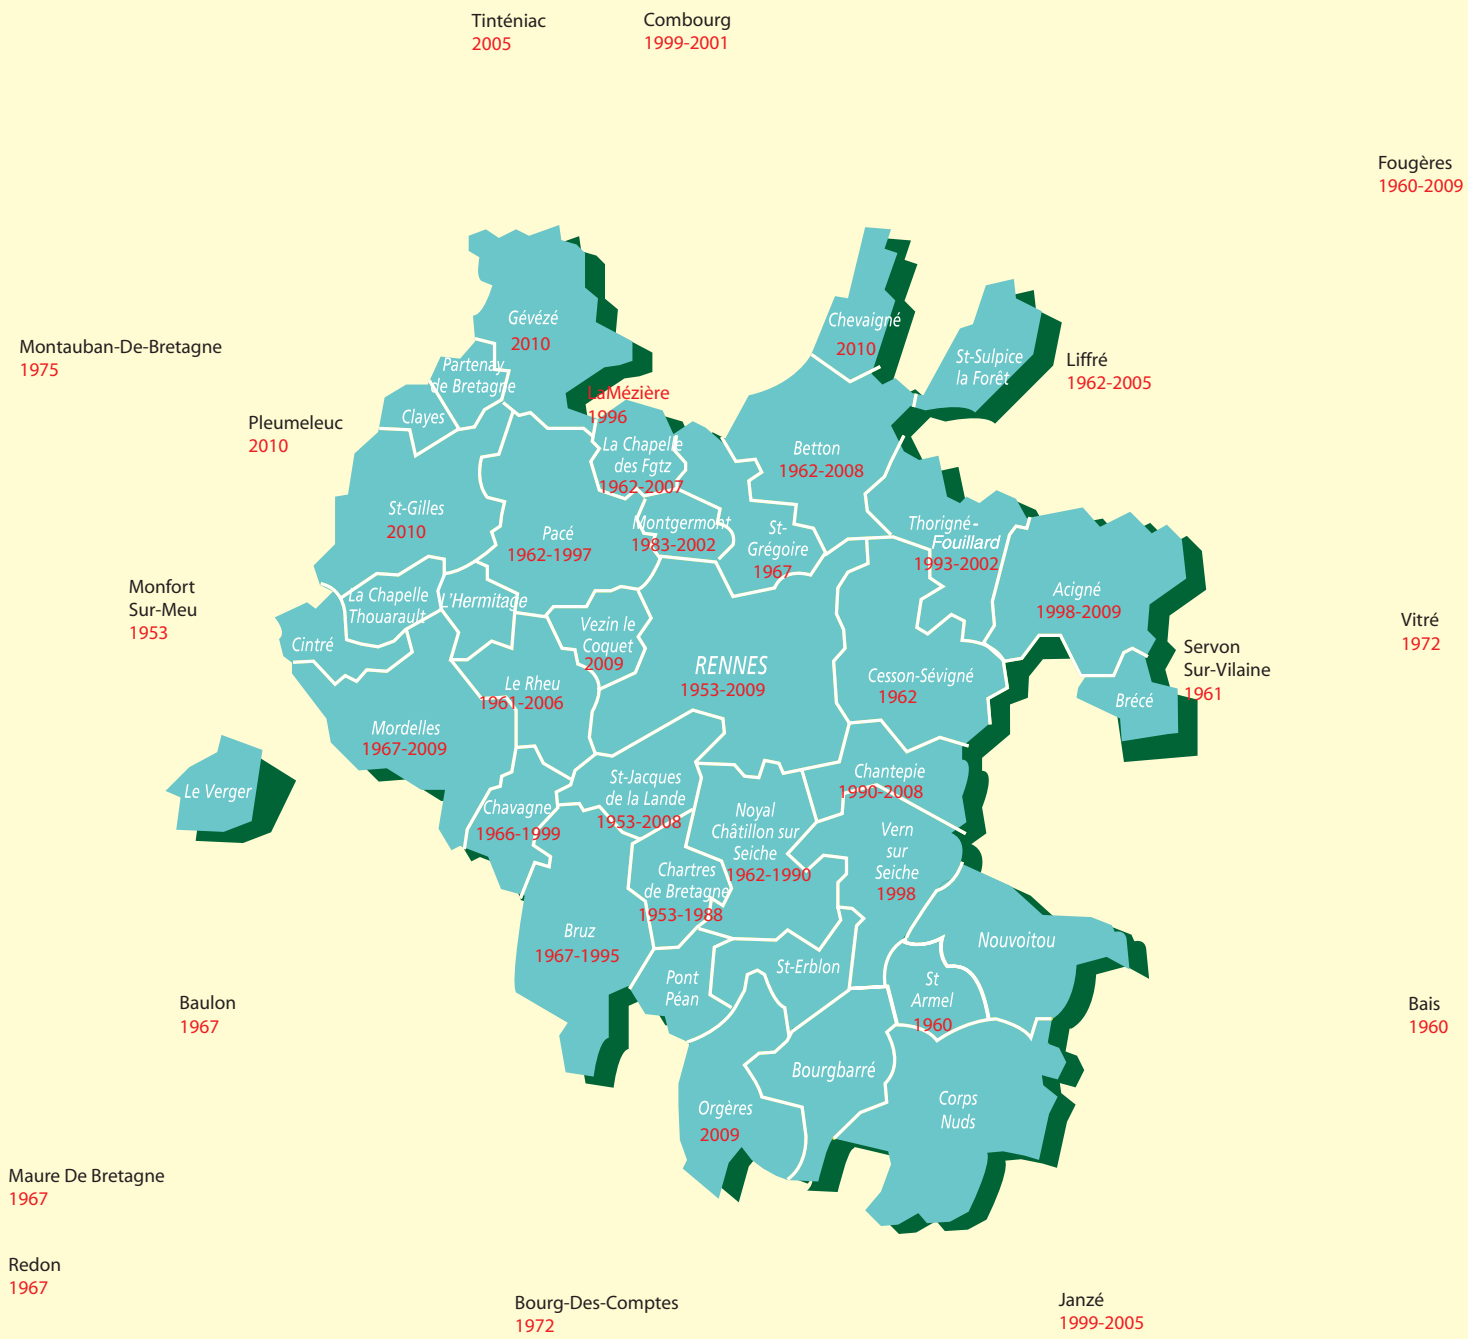 Tinténiac
2005
Combourg
1999-2001
Fougères
1960-2009
Montauban-De-Bretagne
1975
Pleumeleuc
2010
Monfort
Sur-Meu
1953
Gévézé
2010
Partenay
de Bretagne
Clayes
LaMézière
1996
La Chapelle
des Fgtz
1962-2007
Chevaigné
2010
St-Sulpice
la Forêt
Liffré
1962-2005
Betton
1962-2008
St-Gilles
2010
Pacé
1962-1997
Montgermont
1983-2002
St-
Grégoire
1967
Thorigné-
Fouillard
1993-2002
Acigné
1998-2009
Vitré
1972
Servon
Sur-Vilaine
1961
Brécé
La Chapelle
Thouarault
L'Hermitage
Cintré
Vezin le
Coquet
2009
RENNES
1953-2009
Cesson-Sévigné
1962
Le Rheu
1961-2006
Mordelles
1967-2009
Le Verger
Chavagne
1966-1999
St-Jacques
de la Lande
1953-2008
Noyal
Châtillon sur
Seiche
1962-1990
Chantepie
1990-2008
Vern
sur
Seiche
1998
Chartres
de Bretagne
1953-1988
Bruz
1967-1995
Pont
Péan
St-Erblon
Nouvoitou
St
Armel
1960
Bourgbarré
Orgères
2009
Corps
Nuds
Baulon
1967
Bais
1960
Maure De Bretagne
1967
Redon
1967
Bourg-Des-Comptes
1972
Janzé
1999-2005